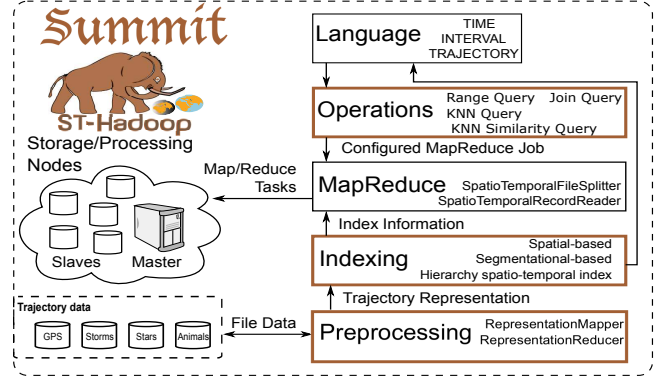 Summit
ST-Hadoop
Storage/Processing
Nodes
Slaves
Master
Map/Reduce
Tasks
Trajectory data
GPS
Storms
Stars
Animals
File Data
Language
TIME
INTERVAL
TRAJECTORY
Operations
Range Query Join Query
KNN Query
KNN Similarity Query
Configured MapReduce Job
MapReduce
SpatioTemporalFileSplitter
SpatioTemporalRecordReader
Index Information
Indexing
Spatial-based
Segmentational-based
Hierarchy spatio-temporal index
Trajectory Representation
Preprocessing
RepresentationMapper
RepresentationReducer